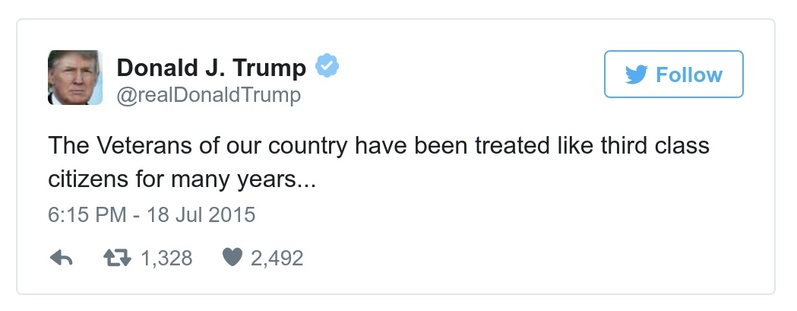 Donald J. Trump
@realDonaldTrump
Follow
The Veterans of our country have been treated like third class
citizens for many years...
6:15 PM - 18 Jul 2015
1,328 2,492